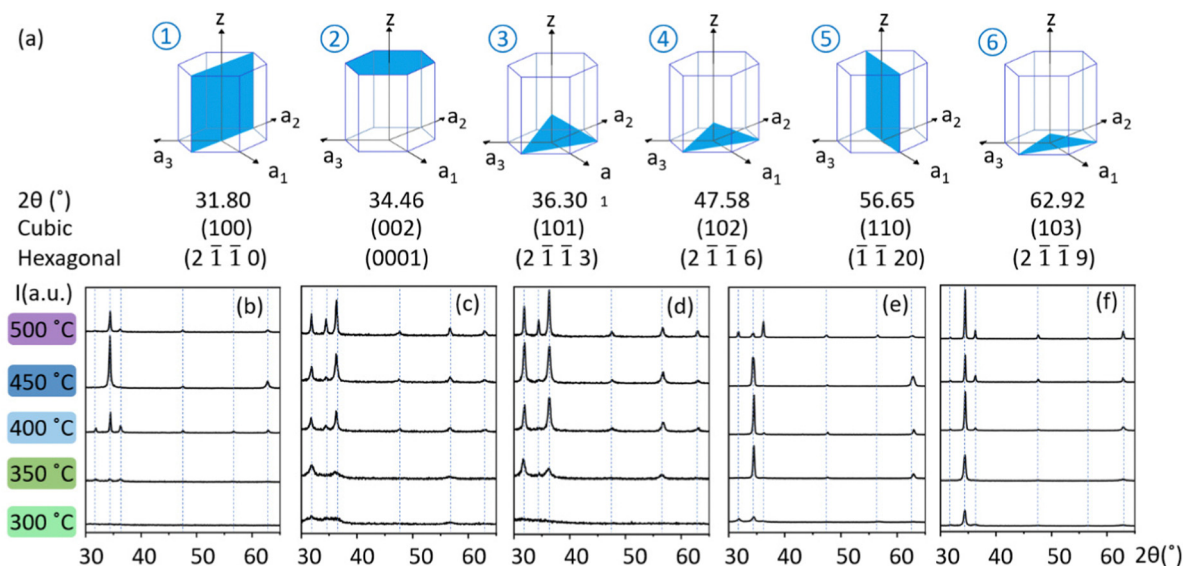 (a) ① ② ③ ④ ⑤ ⑥
z z z z z z
a₂ a₂ a₂ a₂ a₂ a₂
a₃ a₃ a₃ a₃ a₃ a₃
a₁ a₁ a a₁ a₁ a₁
2θ (˚) 31.80 34.46 36.30 1 47.58 56.65 62.92
Cubic (100) (002) (101) (102) (110) (103)
Hexagonal (2 1̅ 1̅ 0) (0001) (2 1̅ 1̅ 3) (2 1̅ 1̅ 6) (1̅ 1̅ 20) (2 1̅ 1̅ 9)
I(a.u.) (b) (c) (d) (e) (f)
500 ˚C
450 ˚C
400 ˚C
350 ˚C
300 ˚C
30 40 50 60 30 40 50 60 30 40 50 60 30 40 50 60 30 40 50 60 2θ(˚)